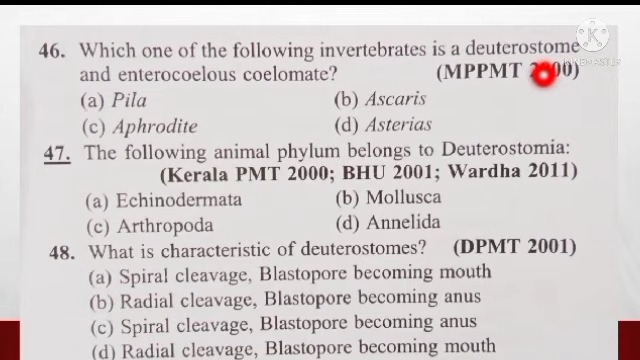 46. Which one of the following invertebrates is a deuterostome
and enterocoelous coelomate? (MPPMT
(a) Pila (b) Ascaris
(c) Aphrodite (d) Asterias
47. The following animal phylum belongs to Deuterostomia:
(Kerala PMT 2000; BHU 2001; Wardha 2011)
(a) Echinodermata (b) Mollusca
(c) Arthropoda (d) Annelida
48. What is characteristic of deuterostomes? (DPMT 2001)
(a) Spiral cleavage, Blastopore becoming mouth
(b) Radial cleavage, Blastopore becoming anus
(c) Spiral cleavage, Blastopore becoming anus
(d) Radial cleavage, Blastopore becoming mouth
KINEMASTER